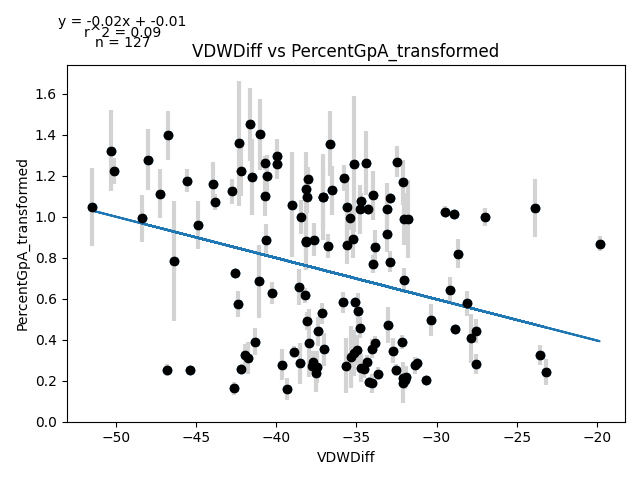 y = -0.02x + -0.01
r^2 = 0.09
n = 127
VDWDiff vs PercentGpA_transformed
1.6
1.4
1.2
1.0
0.8
0.6
0.4
0.2
0.0
PercentGpA_transformed
−50
−45
−40
−35
−30
−25
−20
VDWDiff